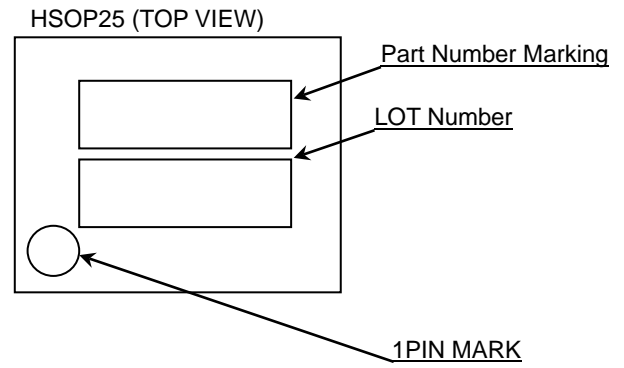 HSOP25 (TOP VIEW)
Part Number Marking
LOT Number
1PIN MARK